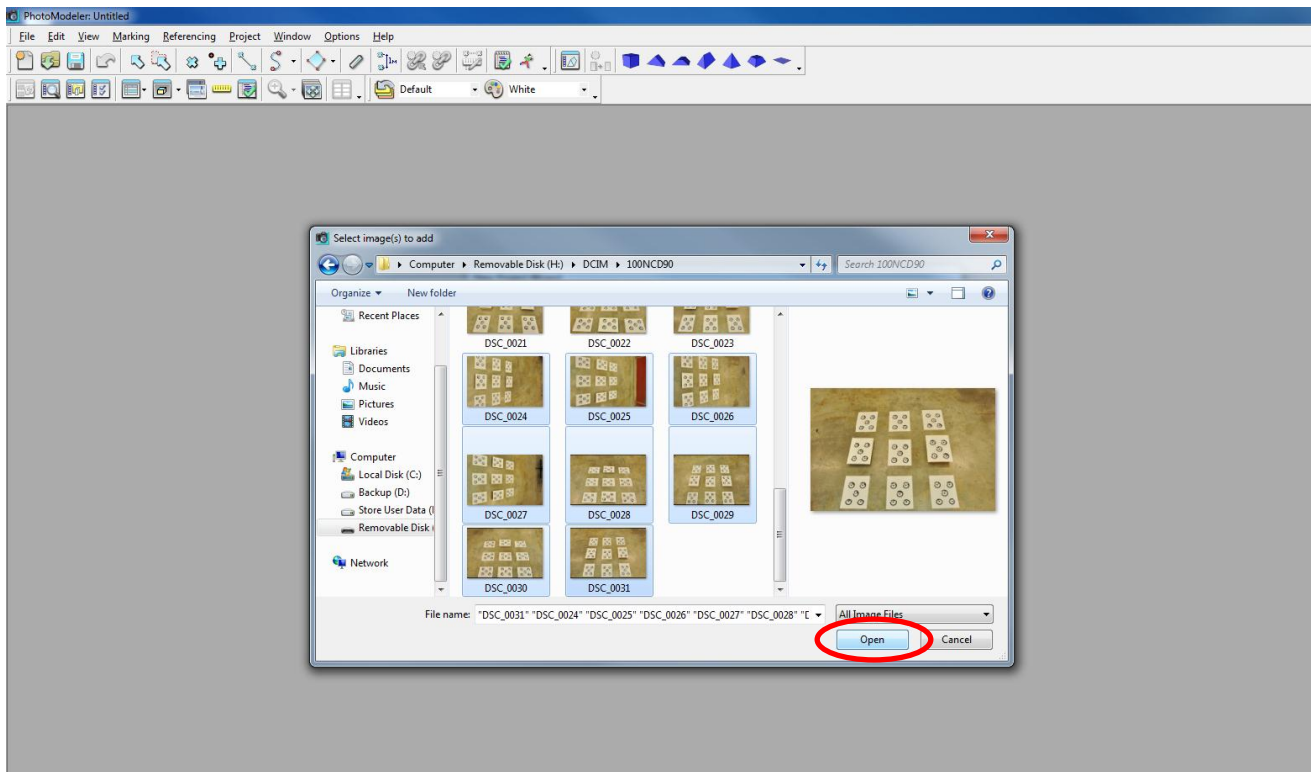 PhotoModeler: Untitled
File Edit View Marking Referencing Project Window Options Help
Default White
Select image(s) to add
Computer Removable Disk (H:) DCIM 100NCD90 Search 100NCD90
Organize New folder
Recent Places
Libraries
Documents
Music
Pictures
Videos
Computer
Local Disk (C:)
Backup (D:)
Store User Data (
Removable Disk
Network
DSC_0021 DSC_0022 DSC_0023
DSC_0024 DSC_0025 DSC_0026
DSC_0027 DSC_0028 DSC_0029
DSC_0030 DSC_0031
File name: "DSC_0031" "DSC_0024" "DSC_0025" "DSC_0026" "DSC_0027" "DSC_0028" All Image Files
Open Cancel